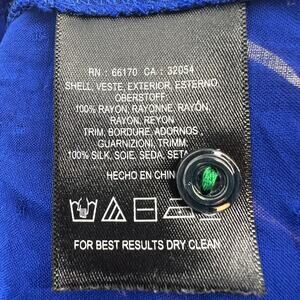 RN : 66170 CA : 32054
SHELL, VESTE, EXTERIOR, ESTERNO,
OBERSTOFF:
100% RAYON, RAYONNE, RAYÓN,
RAYON, REYON
TRIM, BORDURE, ADORNOS,
GUARNIZIONI, TRIMM:
100% SILK, SOIE, SEDA, SETA,
HECHO EN CHIN
FOR BEST RESULTS DRY CLEAN